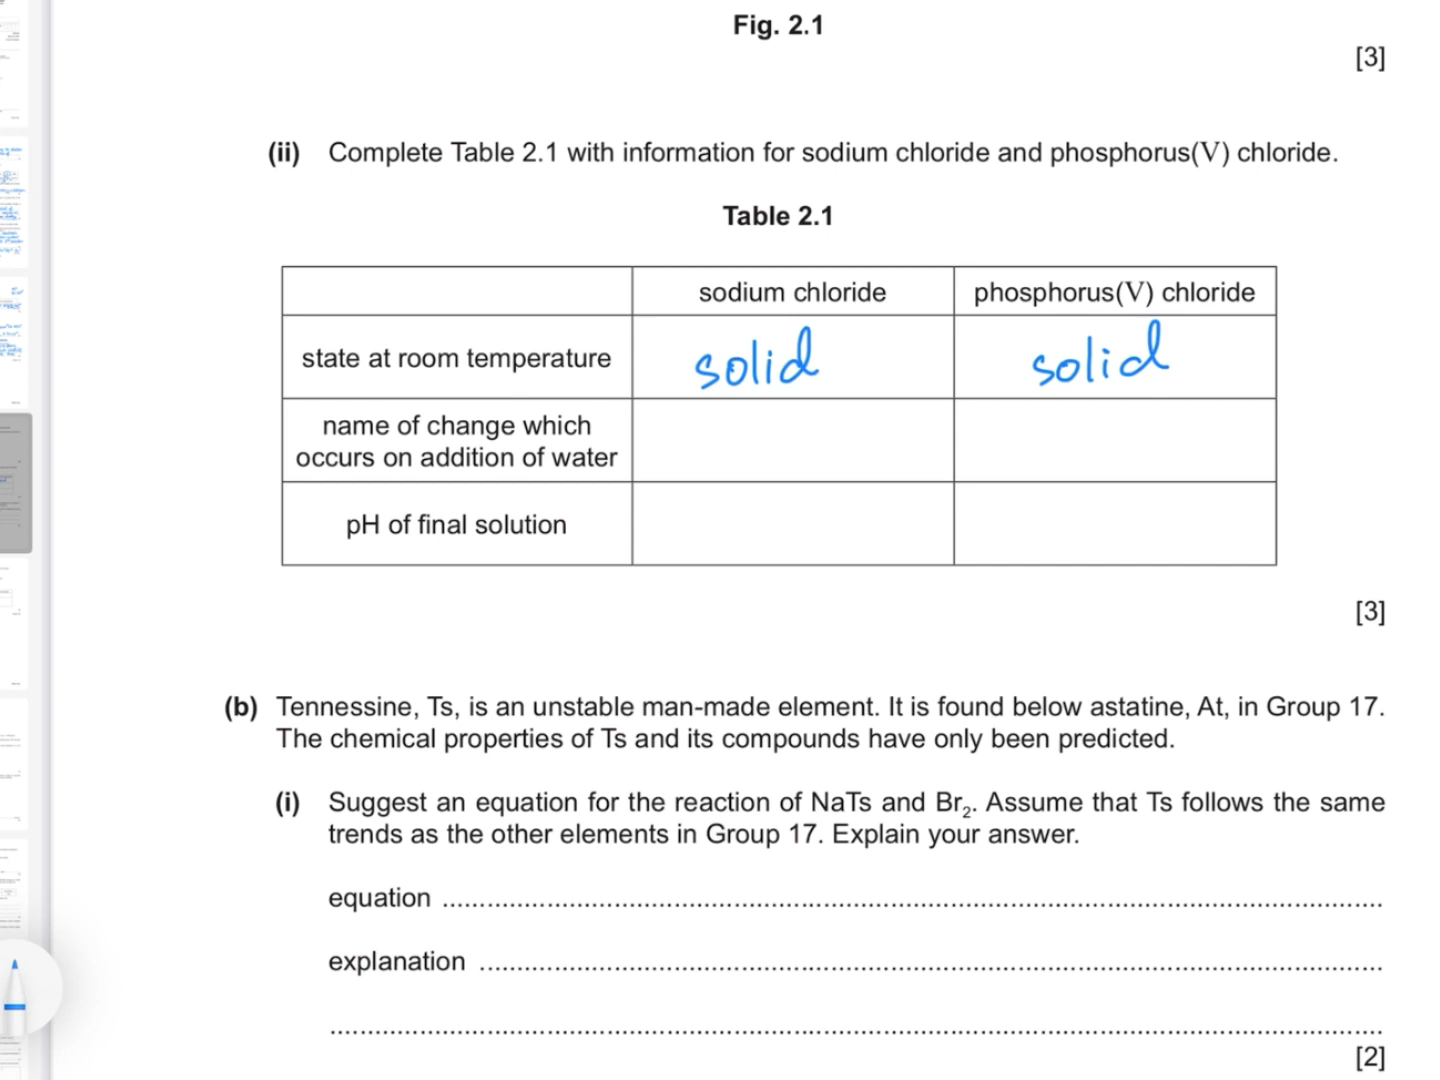 Fig. 2.1
[3]
(ii) Complete Table 2.1 with information for sodium chloride and phosphorus(V) chloride.
Table 2.1
sodium chloride phosphorus(V) chloride
state at room temperature solid solid
name of change which
occurs on addition of water
pH of final solution
[3]
(b) Tennessine, Ts, is an unstable man-made element. It is found below astatine, At, in Group 17.
The chemical properties of Ts and its compounds have only been predicted.
(i) Suggest an equation for the reaction of NaTs and Br₂. Assume that Ts follows the same
trends as the other elements in Group 17. Explain your answer.
equation ................................................................
explanation ................................................................
................................................................
[2]